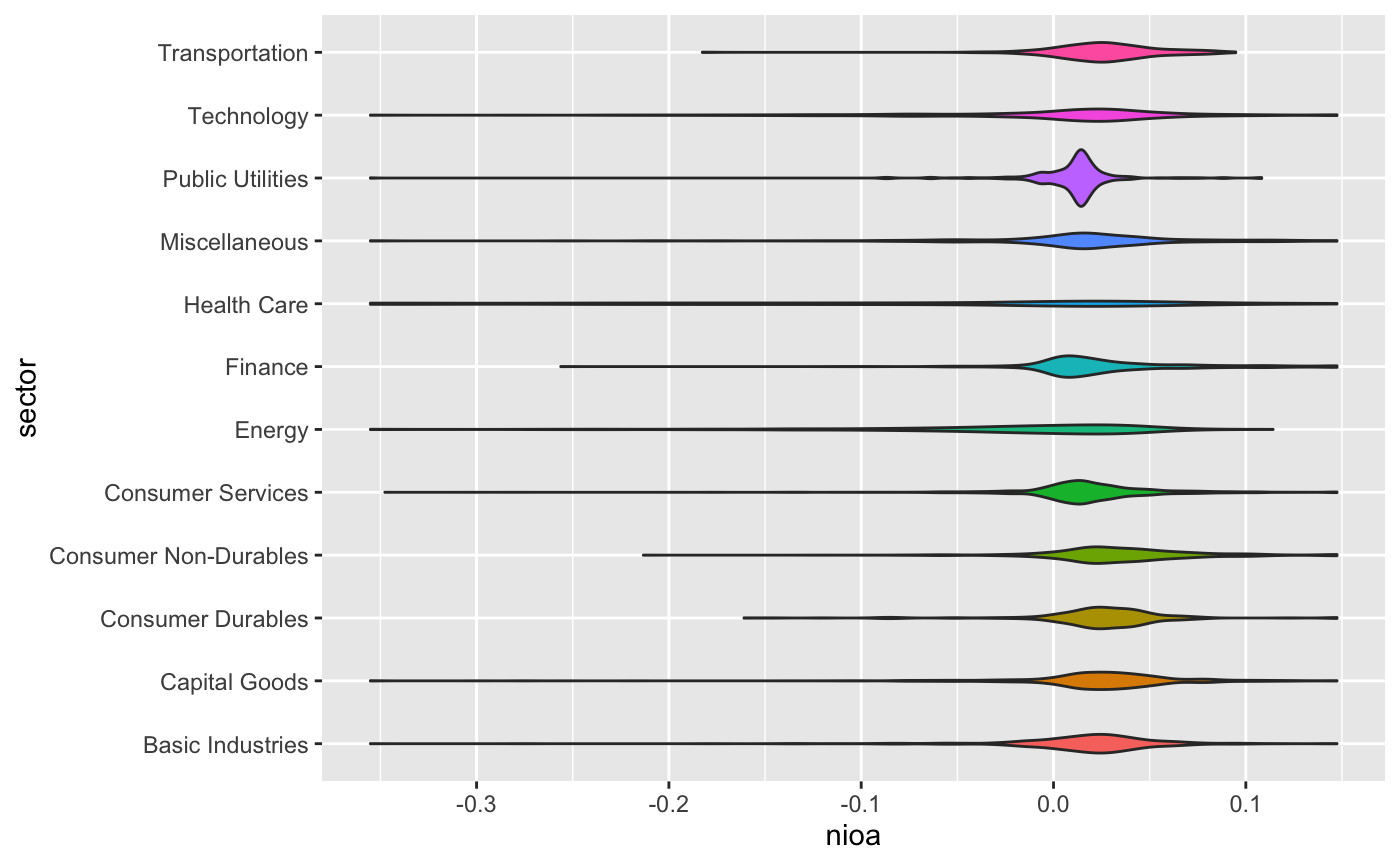 Transportation
Technology
Public Utilities
Miscellaneous
Health Care
Finance
Energy
Consumer Services
Consumer Non-Durables
Consumer Durables
Capital Goods
Basic Industries
sector
-0.3 -0.2 -0.1 0.0 0.1
nioa